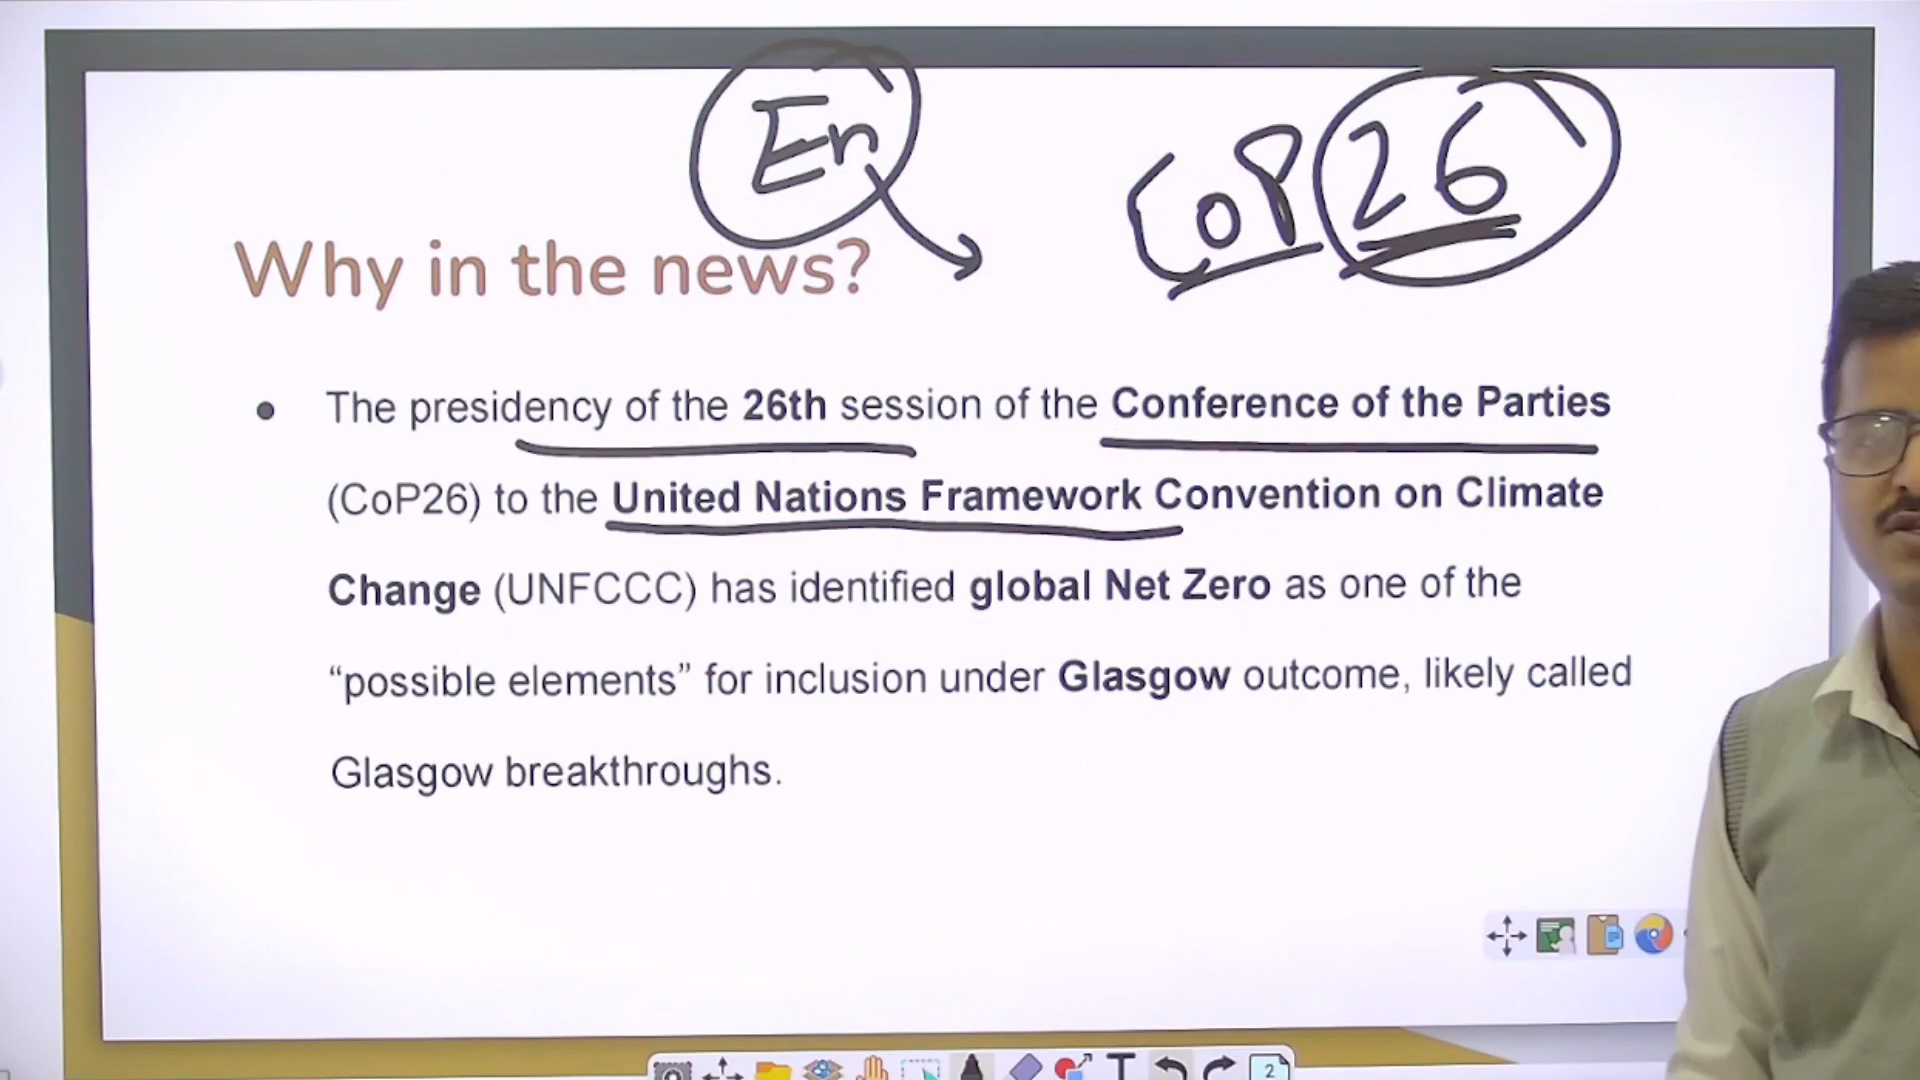 En
CoP 26
Why in the news?
● The presidency of the 26th session of the Conference of the Parties
(CoP26) to the United Nations Framework Convention on Climate
Change (UNFCCC) has identified global Net Zero as one of the
“possible elements” for inclusion under Glasgow outcome, likely called
Glasgow breakthroughs.
T
2